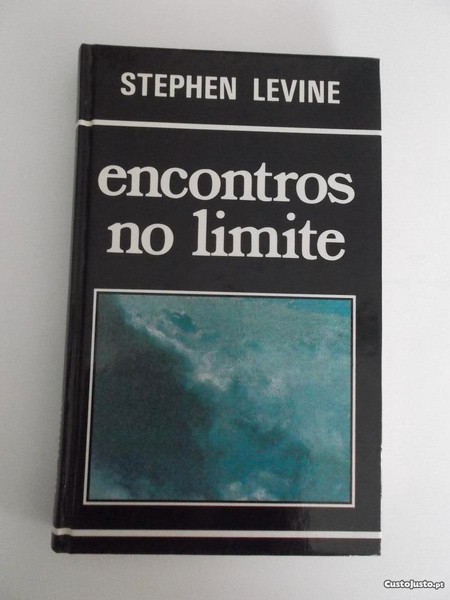 STEPHEN LEVINE
encontros
no limite
CustoJusto.pt